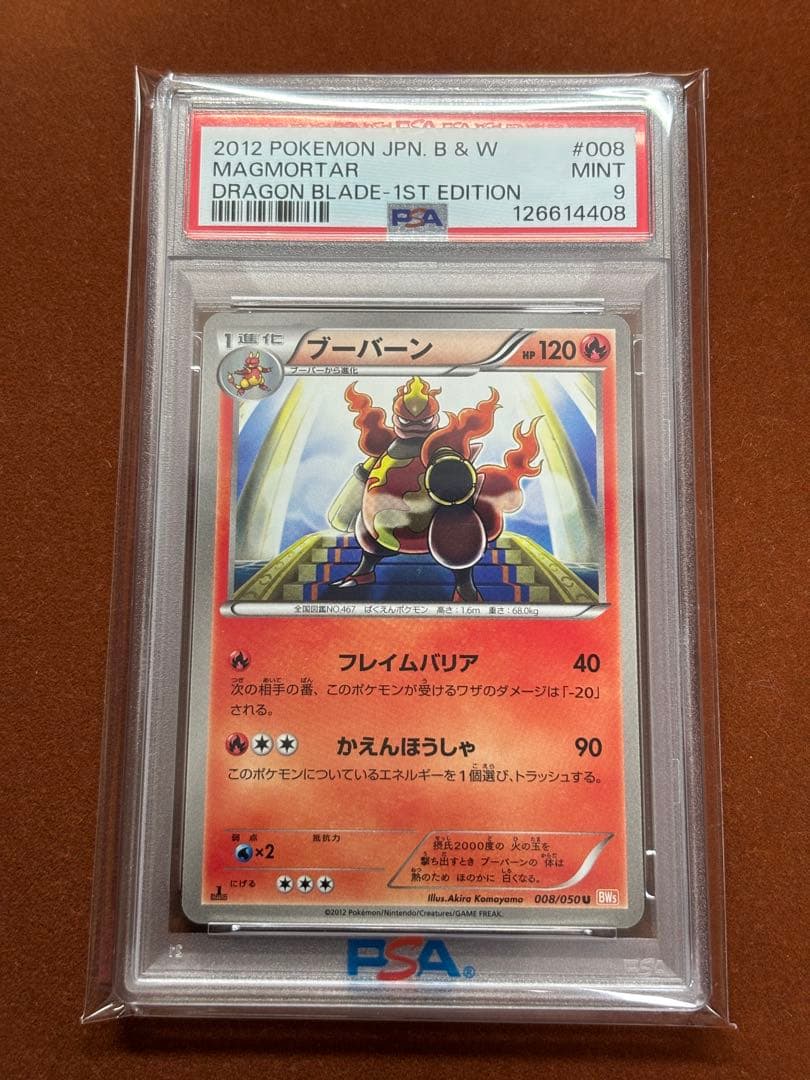 2012 POKEMON JPN. B & W #008
MAGMORTAR MINT
DRAGON BLADE-1ST EDITION 9
PSA 126614408
1進化 ブーバーン HP120
ブーバーから進化
全国図鑑NO.467 ばくえんポケモン 高さ:1.6m 重さ:68.0kg
フレイムバリア 40
次の相手の番、このポケモンが受けるワザのダメージは「-20」
される。
かえんほうしゃ 90
このポケモンについているエネルギーを1個選び、トラッシュする。
弱点 抵抗力
×2
にげる
摂氏2000度の 火の玉を
撃ち出すとき ブーバーンの 体は
熱のため ほのかに 白くなる。
Illus.Akira Komayama 008/050 U BW5
©2012 Pokémon/Nintendo/Creatures/GAME FREAK.
PSA®